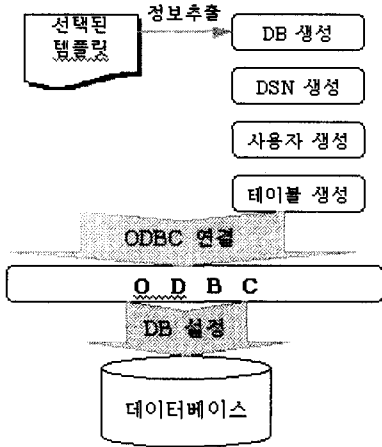 선택된
템플릿
정보추출
DB 생성
DSN 생성
사용자 생성
테이블 생성
ODBC 연결
O D B C
DB 설정
데이터베이스